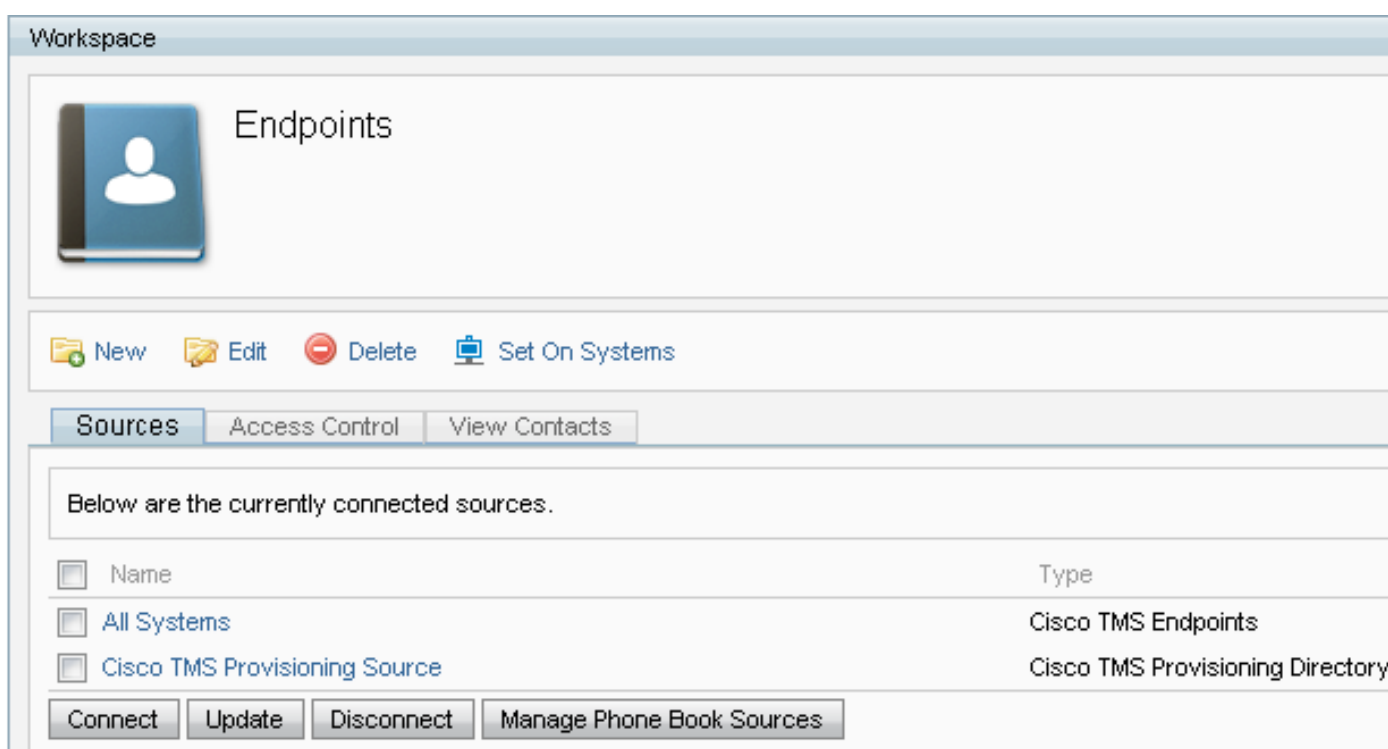 Workspace
Endpoints
New Edit Delete Set On Systems
Sources Access Control View Contacts
Below are the currently connected sources.
Name Type
All Systems Cisco TMS Endpoints
Cisco TMS Provisioning Source Cisco TMS Provisioning Directory
Connect Update Disconnect Manage Phone Book Sources